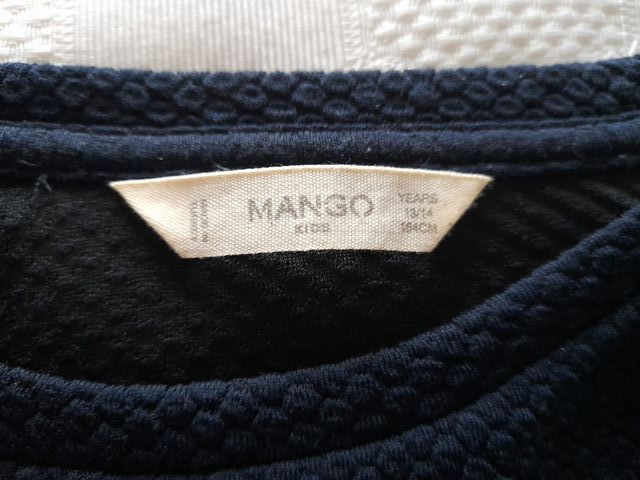 MANGO
KIDS
YEARS
13/14
164CM